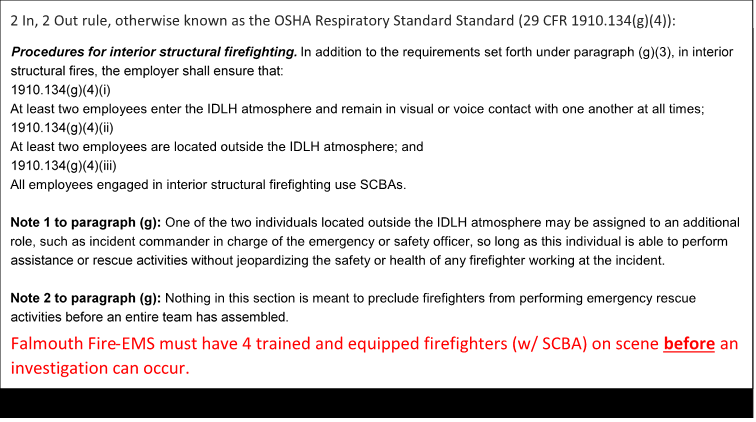 2 In, 2 Out rule, otherwise known as the OSHA Respiratory Standard Standard (29 CFR 1910.134(g)(4)):
Procedures for interior structural firefighting. In addition to the requirements set forth under paragraph (g)(3), in interior
structural fires, the employer shall ensure that:
1910.134(g)(4)(i)
At least two employees enter the IDLH atmosphere and remain in visual or voice contact with one another at all times;
1910.134(g)(4)(ii)
At least two employees are located outside the IDLH atmosphere; and
1910.134(g)(4)(iii)
All employees engaged in interior structural firefighting use SCBAs.
Note 1 to paragraph (g): One of the two individuals located outside the IDLH atmosphere may be assigned to an additional
role, such as incident commander in charge of the emergency or safety officer, so long as this individual is able to perform
assistance or rescue activities without jeopardizing the safety or health of any firefighter working at the incident.
Note 2 to paragraph (g): Nothing in this section is meant to preclude firefighters from performing emergency rescue
activities before an entire team has assembled.
Falmouth Fire-EMS must have 4 trained and equipped firefighters (w/ SCBA) on scene before an
investigation can occur.